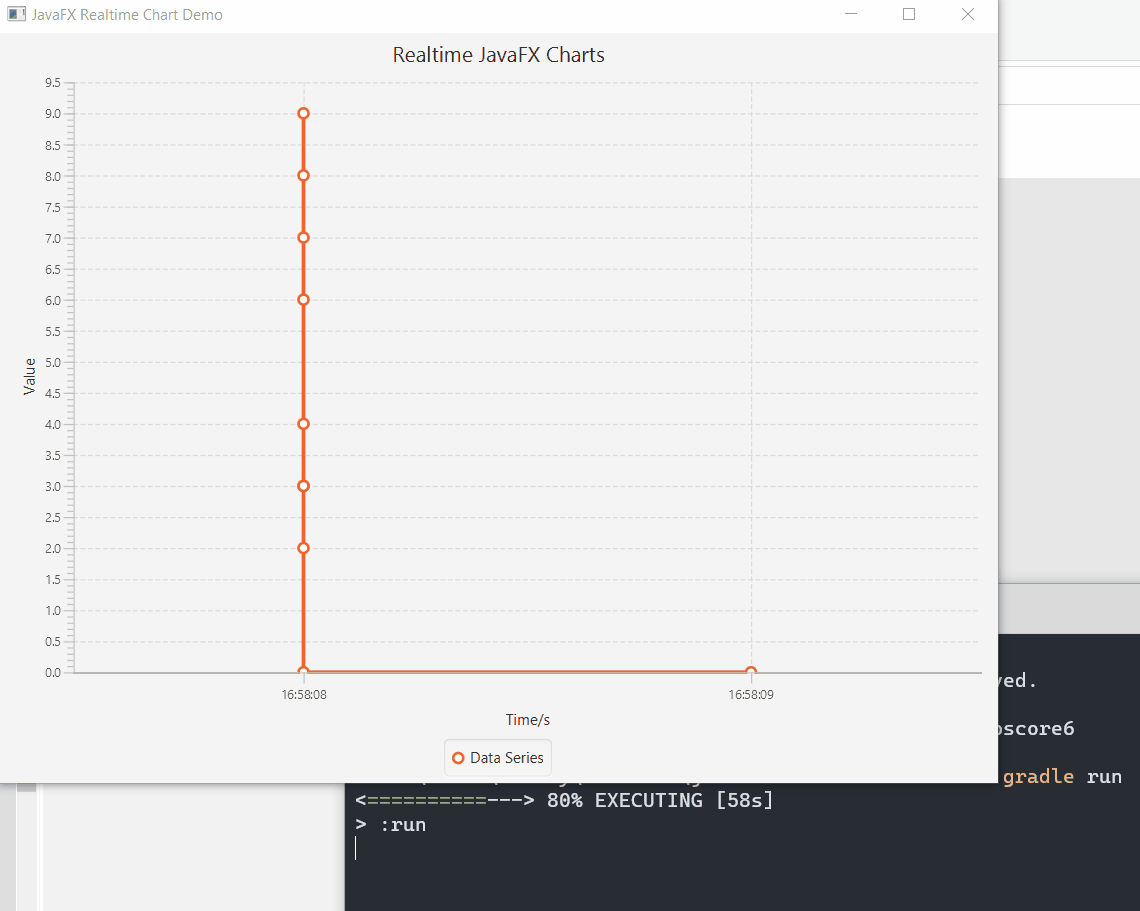 JavaFX Realtime Chart Demo
Realtime JavaFX Charts
9.5
9.0
8.5
8.0
7.5
7.0
6.5
6.0
5.5
5.0
4.5
4.0
3.5
3.0
2.5
2.0
1.5
1.0
0.5
0.0
Value
16:58:08 16:58:09
Time/s
Data Series
ved.
oscore6
gradle run
<==========---> 80% EXECUTING [58s]
> :run